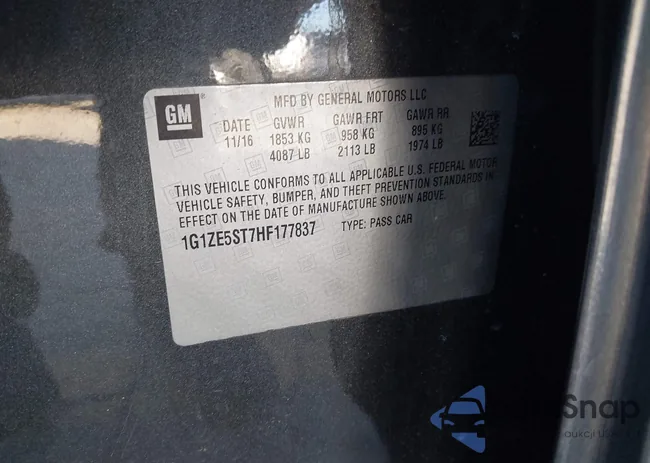 GM
MFD BY GENERAL MOTORS LLC
DATE GVWR GAWR FRT GAWR RR
11/16 1853 KG 958 KG 895 KG
4087 LB 2113 LB 1974 LB
THIS VEHICLE CONFORMS TO ALL APPLICABLE U.S. FEDERAL MOTOR
VEHICLE SAFETY, BUMPER, AND THEFT PREVENTION STANDARDS IN
EFFECT ON THE DATE OF MANUFACTURE SHOWN ABOVE.
1G1ZE5ST7HF177837 TYPE: PASS CAR
Snap